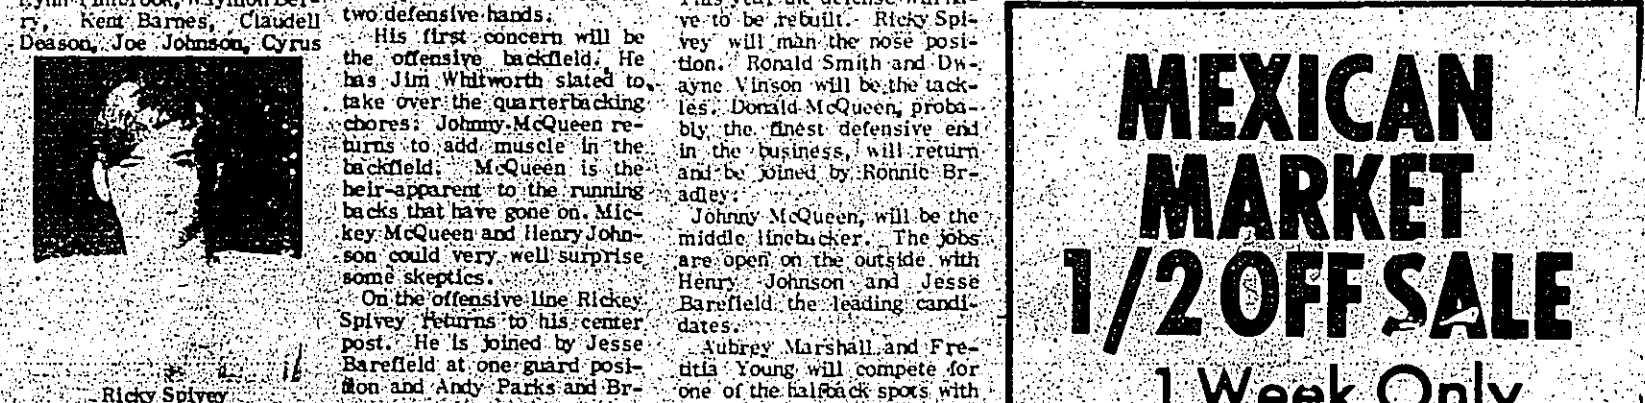 ry, Kent Barnes, Claudell
Deason, Joe Johnson, Cyrus
Ricky Spivey
two defensive hands.
His first concern will be
the offensive backfield. He
has Jim Whitworth slated to
take over the quarterbacking
chores. Johnny McQueen re-
turns to add muscle in the
backfield. McQueen is the
heir-apparent to the running
backs that have gone on. Mic-
key McQueen and Henry John-
son could very well surprise
some skeptics.
On the offensive line Rickey
Spivey returns to his center
post. He is joined by Jesse
Barefield at one guard posi-
tion and Andy Parks and Br-
ve to be rebuilt. Ricky Spi-
vey will man the nose posi-
tion. Ronald Smith and Dw-
ayne Vinson will be the tack-
les. Donald McQueen, proba-
bly the finest defensive end
in the business, will return
and be joined by Ronnie Br-
adley.
Johnny McQueen, will be the
middle linebacker. The jobs
are open on the outside with
Henry Johnson and Jesse
Barefield the leading candi-
dates.
Aubrey Marshall and Fre-
titia Young will compete for
one of the halfback spots with
MEXICAN
MARKET
1/2 OFF SALE
1 Week Only